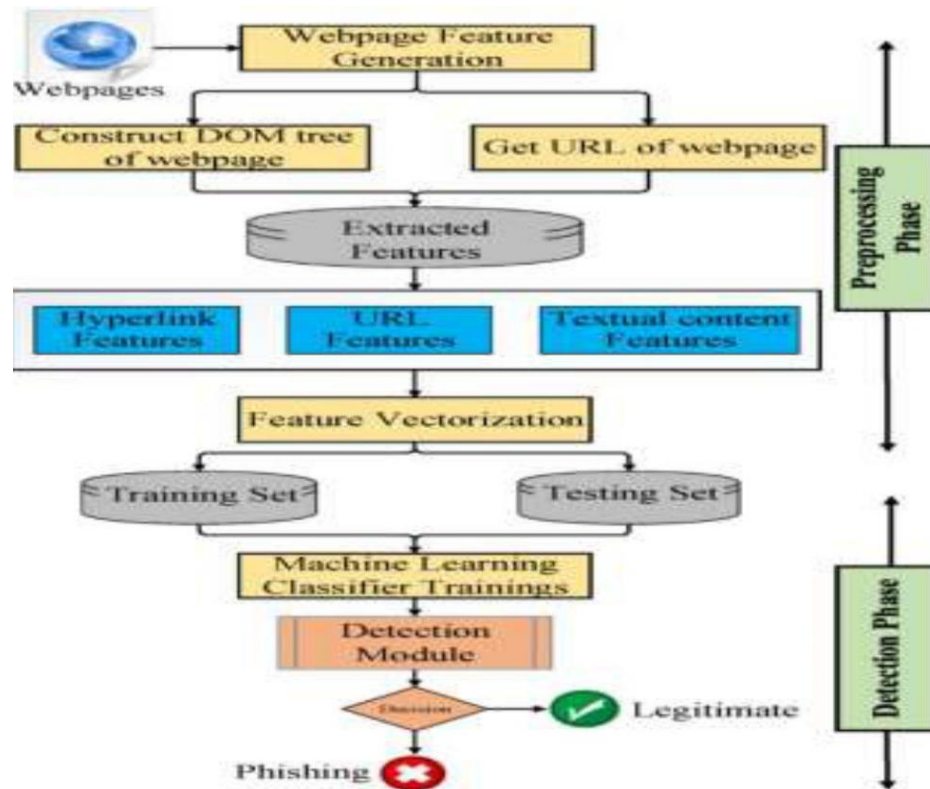 Webpage Feature
Generation
Webpages
Construct DOM tree
of webpage
Get URL of webpage
Extracted
Features
Hyperlink
Features
URL
Features
Textual content
Features
Feature Vectorization
Training Set
Testing Set
Machine Learning
Classifier Trainings
Detection
Module
Decision
Legitimate
Phishing
Preprocessing
Phase
Detection Phase